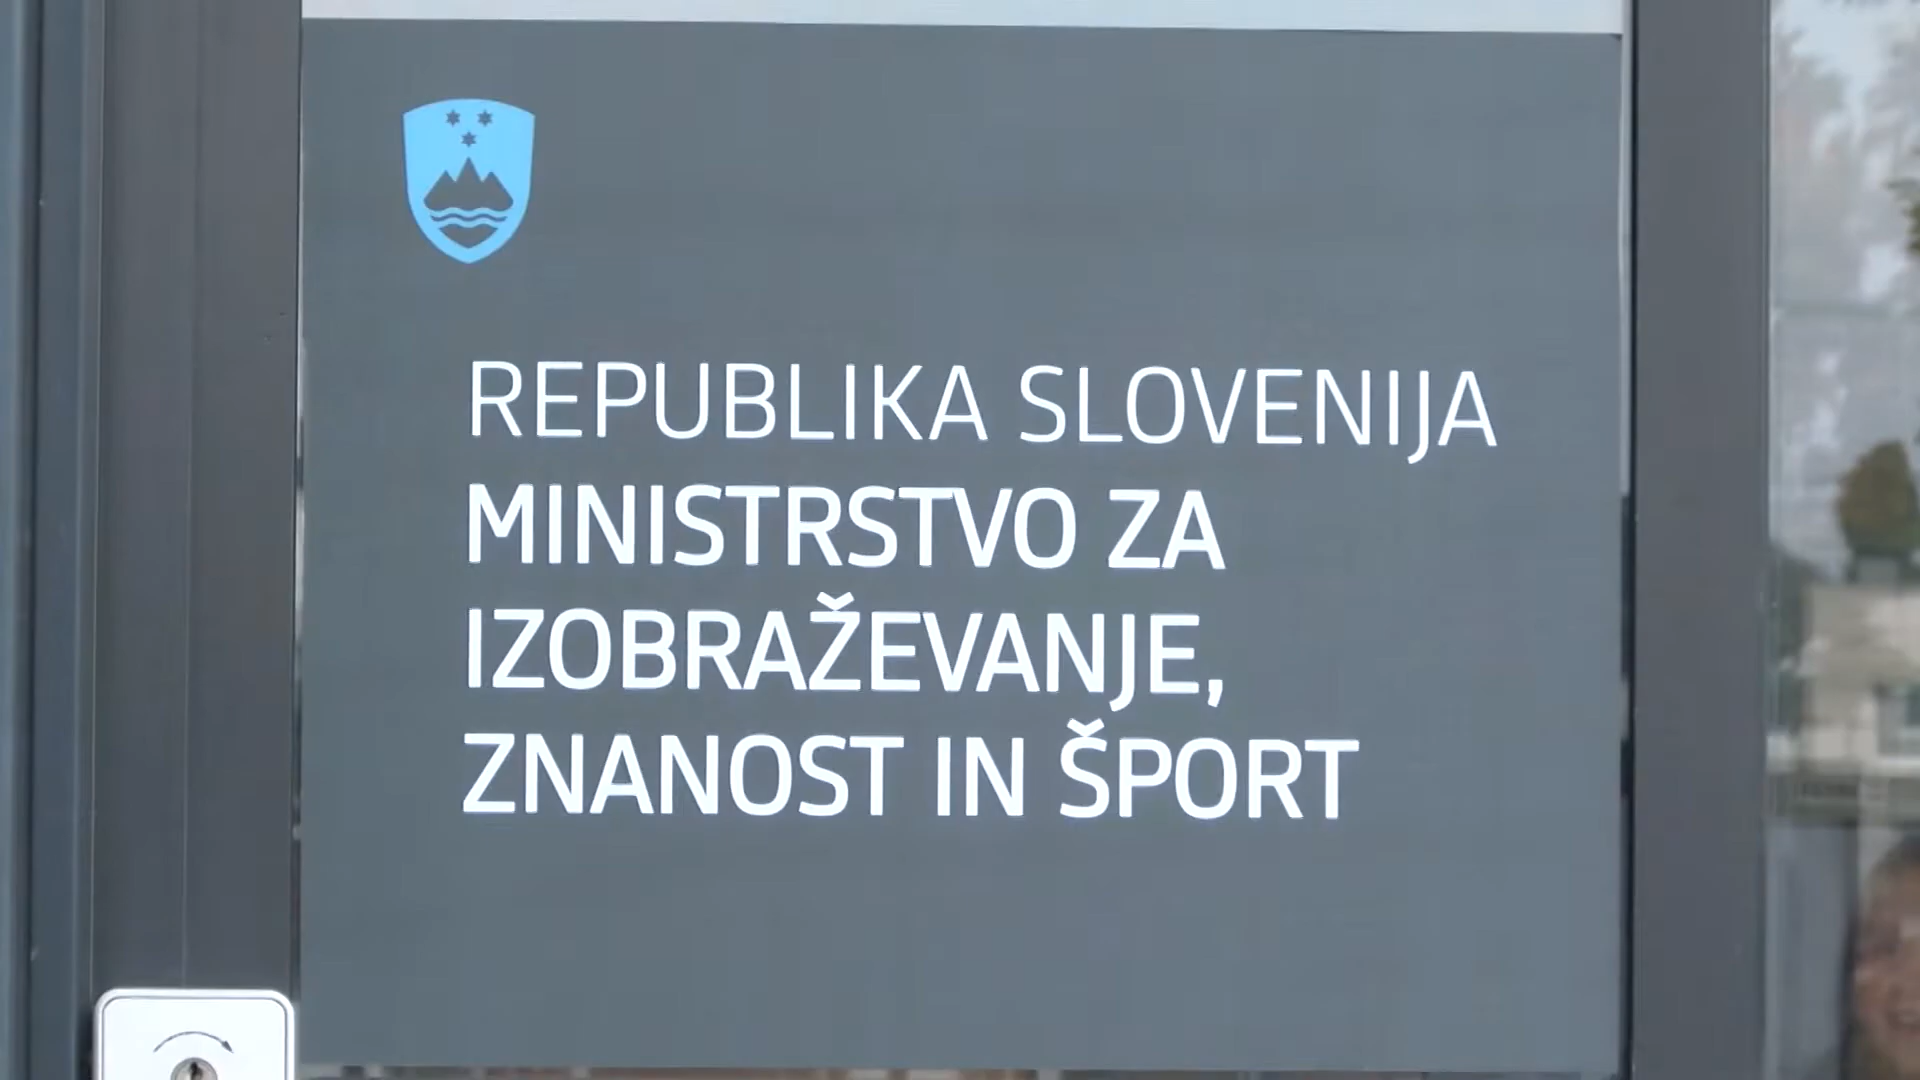 REPUBLIKA SLOVENIJA
MINISTRSTVO ZA
IZOBRAŽEVANJE,
ZNANOST IN ŠPORT